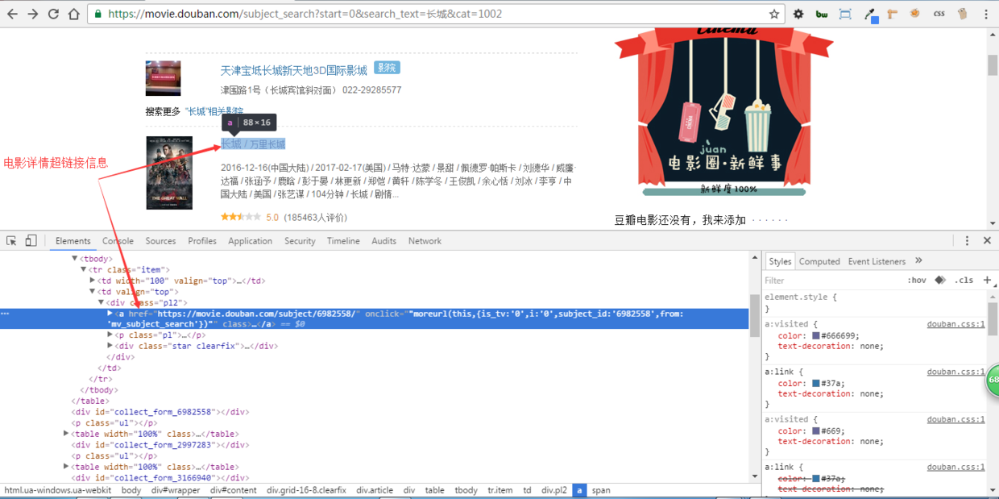 https://movie.douban.com/subject_search?start=0&search_text=长城&cat=1002
bw
CSS
天津宝坻长城新天地3D国际影城 影院
津围路1号（长城宾馆斜对面） 022-29285577
搜索更多 "长城"相关影院
a 88×16
长城 / 万里长城
电影详情超链接信息
2016-12-16(中国大陆) / 2017-02-17(美国) / 马特·达蒙 / 景甜 / 佩德罗·帕斯卡 / 刘德华 / 威廉·
达福 / 张涵予 / 鹿晗 / 彭于晏 / 林更新 / 郑恺 / 黄轩 / 陈学冬 / 王俊凯 / 余心恬 / 刘冰 / 李亨 / 中
国大陆 / 美国 / 张艺谋 / 104分钟 / 长城 / 剧情...
THE GREAT WALL
5.0 (185463人评价)
Cinema
juan
电影圈·新鲜事
新鲜度100%
豆瓣电影还没有，我来添加 · · · · · ·
Elements Console Sources Profiles Application Security Timeline Audits Network
▼<tbody>
▼<tr class="item">
▶<td width="100" valign="top">…</td>
▼<td valign="top">
▼<div class="pl2">
▶<a href="https://movie.douban.com/subject/6982558/" onclick=""moreurl(this,{is_tv:'0',i:'0',subject_id:'6982558',from:
'mv_subject_search'})"" class>…</a> == $0
▶<p class="pl">…</p>
▶<div class="star clearfix">…</div>
</div>
</td>
</tr>
</tbody>
</table>
<div id="collect_form_6982558"></div>
<p class="ul"></p>
▶<table width="100%" class>…</table>
<div id="collect_form_2997283"></div>
<p class="ul"></p>
▶<table width="100%" class>…</table>
<div id="collect_form_3166940"></div>
html.ua-windows.ua-webkit body div#wrapper div#content div.grid-16-8.clearfix div.article div table tbody tr.item td div.pl2 a span
Styles Computed Event Listeners »
Filter :hov .cls +
element.style {
}
a:visited { douban.css:1
color: #666699;
text-decoration: none;
}
a:link { douban.css:1
color: #37a;
text-decoration: none;
}
a:visited { douban.css:1
color: #669;
text-decoration: none;
}
a:link { douban.css:1
color: #37a;
text-decoration: none;
68